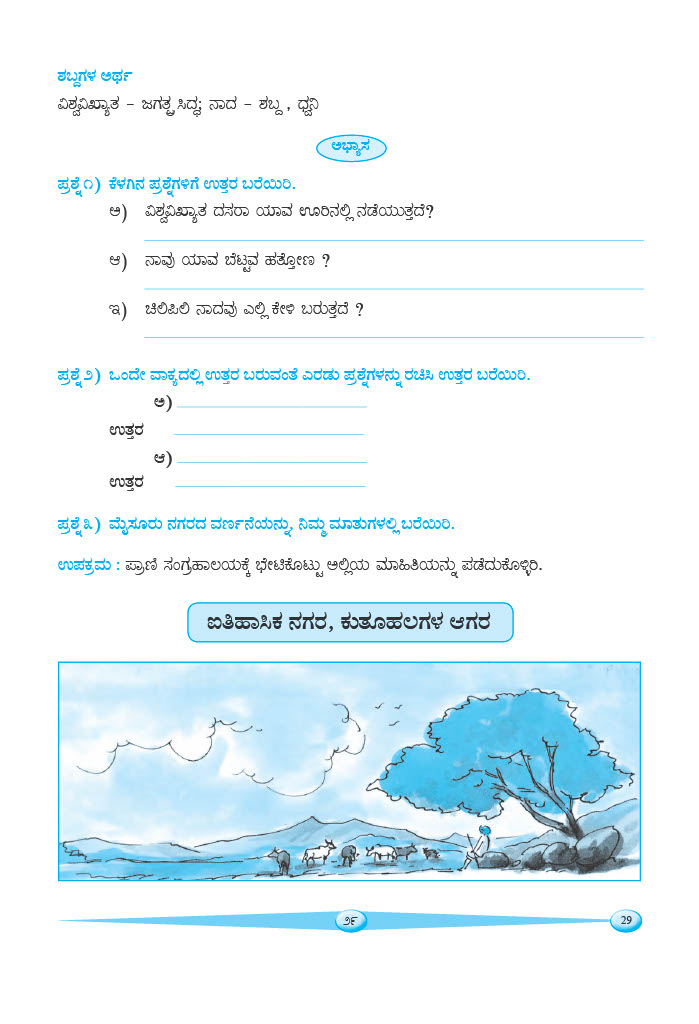 ಶಬ್ದಗಳ ಅರ್ಥ
ವಿಶ್ವವಿಖ್ಯಾತ – ಜಗತ್ಪ್ರಸಿದ್ಧ; ನಾದ – ಶಬ್ದ , ಧ್ವನಿ
ಅಭ್ಯಾಸ
ಪ್ರಶ್ನೆ ೧) ಕೆಳಗಿನ ಪ್ರಶ್ನೆಗಳಿಗೆ ಉತ್ತರ ಬರೆಯಿರಿ.
ಅ) ವಿಶ್ವವಿಖ್ಯಾತ ದಸರಾ ಯಾವ ಊರಿನಲ್ಲಿ ನಡೆಯುತ್ತದೆ?
ಆ) ನಾವು ಯಾವ ಬೆಟ್ಟವ ಹತ್ತೋಣ ?
ಇ) ಚಿಲಿಪಿಲಿ ನಾದವು ಎಲ್ಲಿ ಕೇಳಿ ಬರುತ್ತದೆ ?
ಪ್ರಶ್ನೆ ೨) ಒಂದೇ ವಾಕ್ಯದಲ್ಲಿ ಉತ್ತರ ಬರುವಂತೆ ಎರಡು ಪ್ರಶ್ನೆಗಳನ್ನು ರಚಿಸಿ ಉತ್ತರ ಬರೆಯಿರಿ.
ಅ)
ಉತ್ತರ
ಆ)
ಉತ್ತರ
ಪ್ರಶ್ನೆ ೩) ಮೈಸೂರು ನಗರದ ವರ್ಣನೆಯನ್ನು, ನಿಮ್ಮ ಮಾತುಗಳಲ್ಲಿ ಬರೆಯಿರಿ.
ಉಪಕ್ರಮ : ಪ್ರಾಣಿ ಸಂಗ್ರಹಾಲಯಕ್ಕೆ ಭೇಟಿಕೊಟ್ಟು ಅಲ್ಲಿಯ ಮಾಹಿತಿಯನ್ನು ಪಡೆದುಕೊಳ್ಳಿರಿ.
ಐತಿಹಾಸಿಕ ನಗರ, ಕುತೂಹಲಗಳ ಆಗರ
೨೯
29